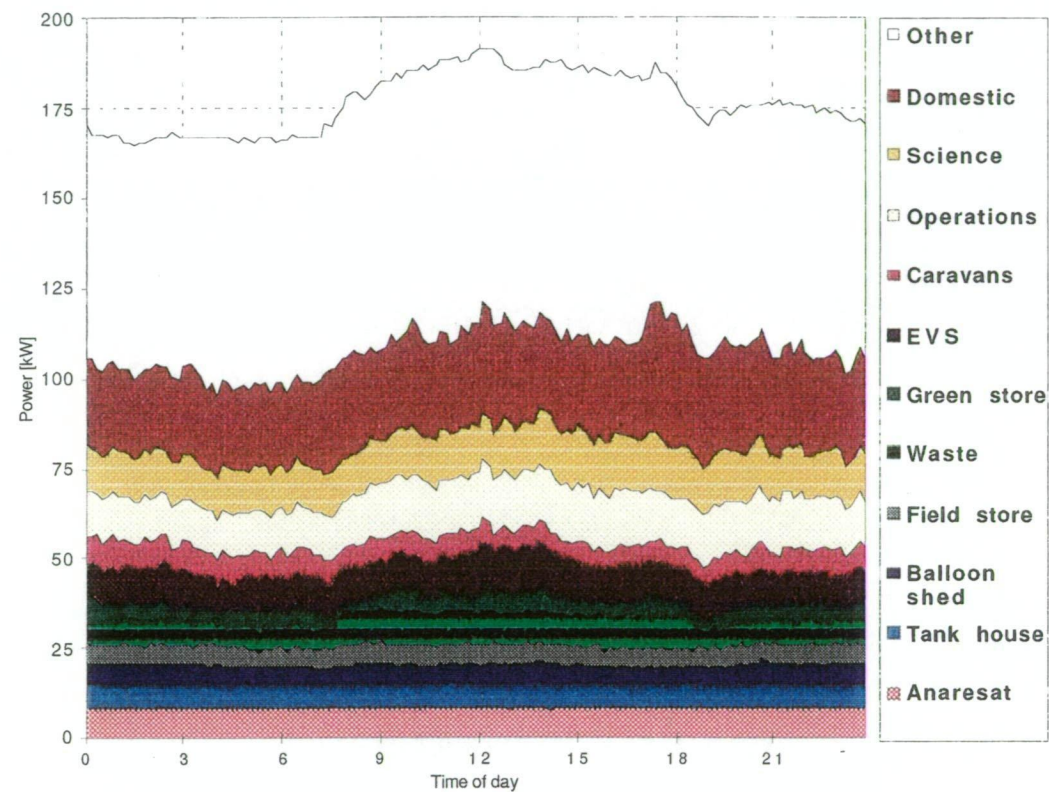 200
175
150
125
100
75
50
25
0
Power [kW]
0 3 6 9 12 15 18 21
Time of day
Other
Domestic
Science
Operations
Caravans
EVS
Green store
Waste
Field store
Balloon
shed
Tank house
Anaresat